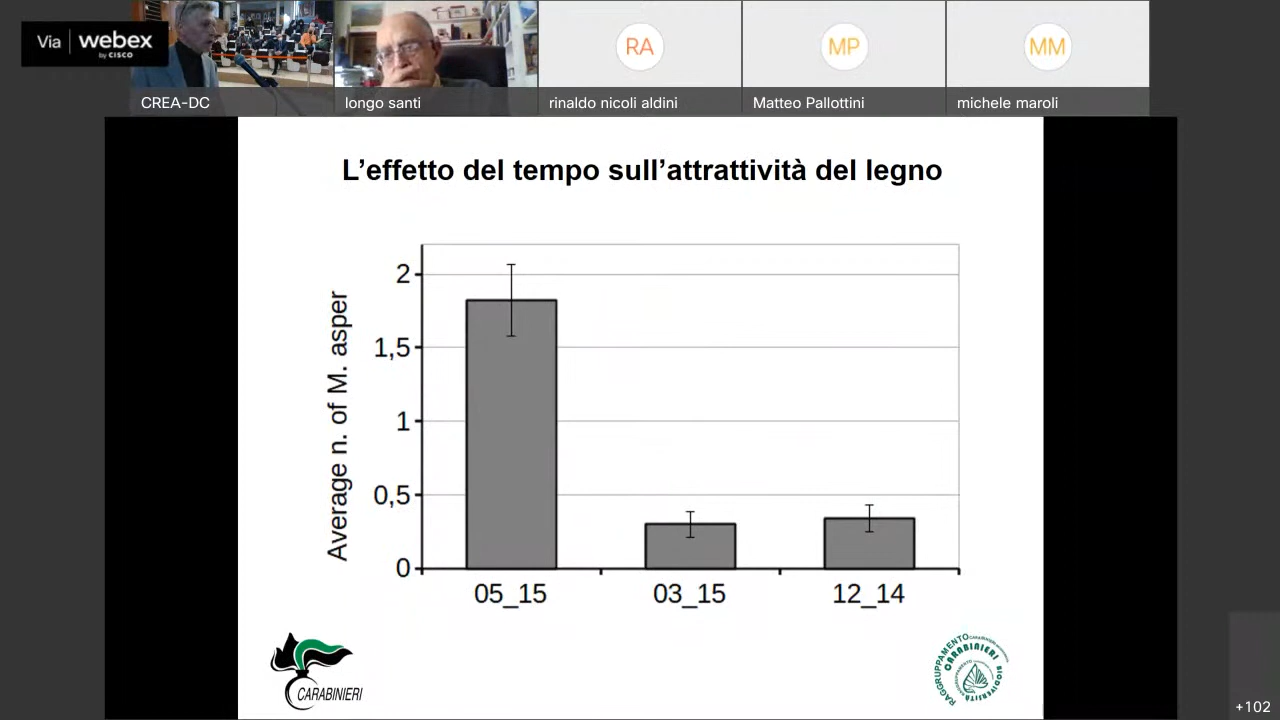 Via webex
by CISCO
RA
MP
MM
CREA-DC
longo santi
rinaldo nicoli aldini
Matteo Pallottini
michele maroli
L'effetto del tempo sull'attrattività del legno
Average n. of M. asper
2
1,5
1
0,5
0
05_15
03_15
12_14
CARABINIERI
RAGGRUPPAMENTO
CARABINIERI
BIODIVERSITÀ
+102